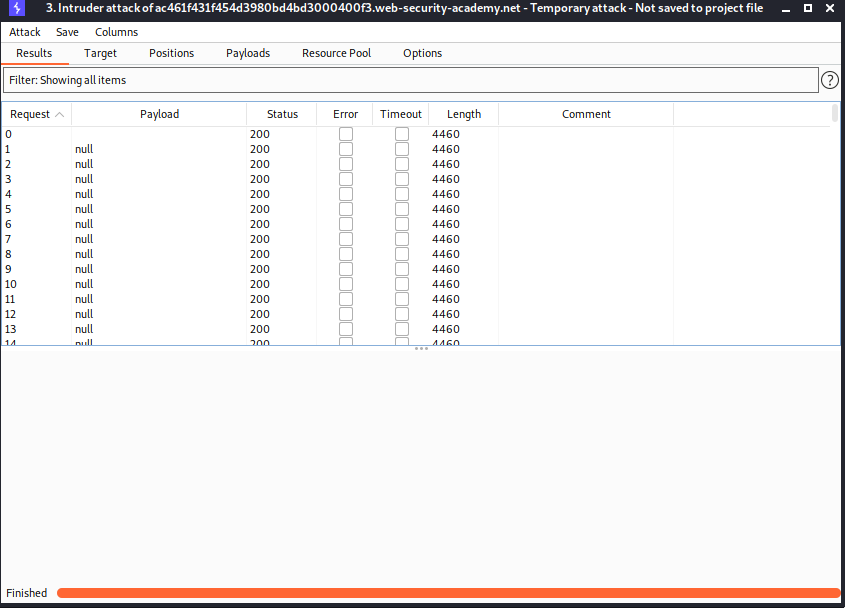 3. Intruder attack of ac461f431f454d3980bd4bd3000400f3.web-security-academy.net - Temporary attack - Not saved to project file
Attack Save Columns
Results Target Positions Payloads Resource Pool Options
Filter: Showing all items ?
Request Payload Status Error Timeout Length Comment
0 200 4460
1 null 200 4460
2 null 200 4460
3 null 200 4460
4 null 200 4460
5 null 200 4460
6 null 200 4460
7 null 200 4460
8 null 200 4460
9 null 200 4460
10 null 200 4460
11 null 200 4460
12 null 200 4460
13 null 200 4460
14 null 200 4460
Finished